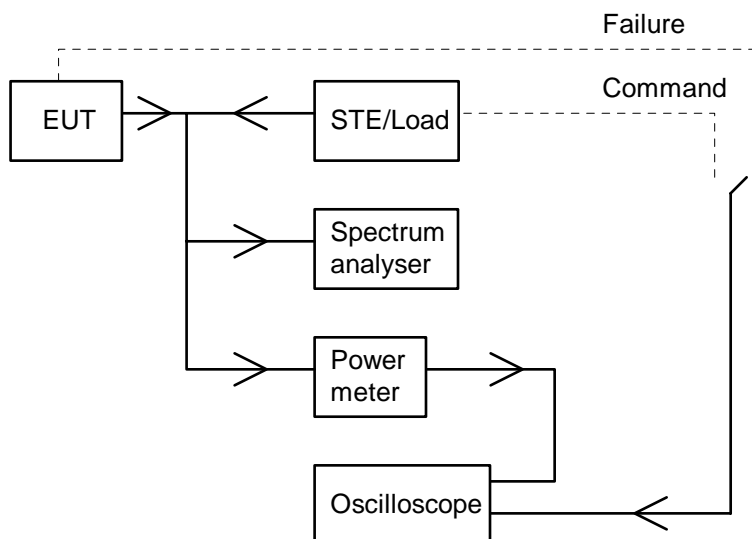 Failure
EUT
STE/Load
Command
Spectrum
analyser
Power
meter
Oscilloscope